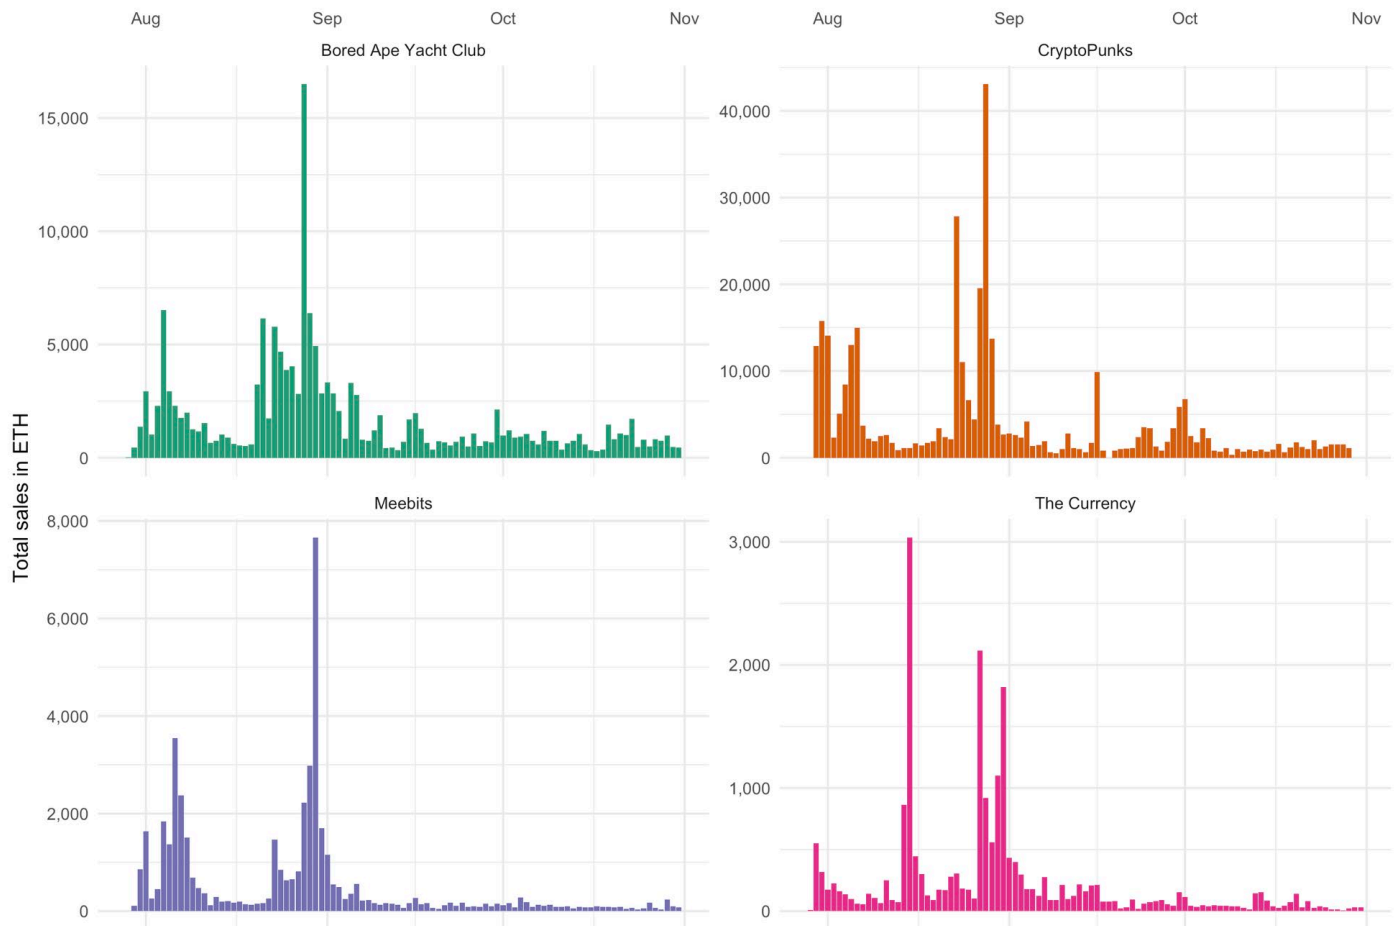 Aug Sep Oct Nov
Aug Sep Oct Nov
Bored Ape Yacht Club
CryptoPunks
15,000
10,000
5,000
0
40,000
30,000
20,000
10,000
0
Total sales in ETH
Meebits
The Currency
8,000
6,000
4,000
2,000
0
3,000
2,000
1,000
0